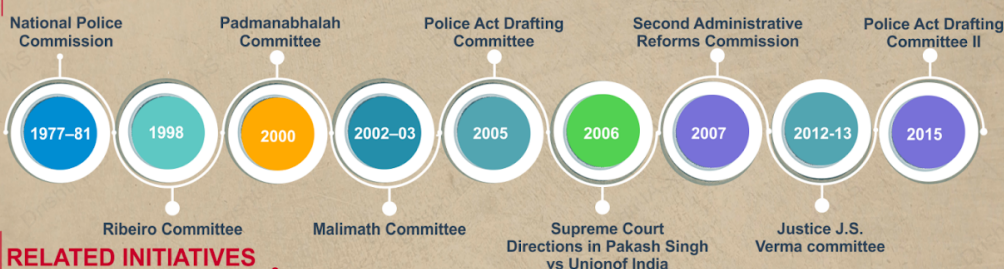 National Police
Commission
Padmanabhalah
Committee
Police Act Drafting
Committee
Second Administrative
Reforms Commission
Police Act Drafting
Committee II
1977–81
1998
2000
2002–03
2005
2006
2007
2012-13
2015
Ribeiro Committee
Malimath Committee
Supreme Court
Directions in Pakash Singh
vs Unionof India
Justice J.S.
Verma committee
RELATED INITIATIVES